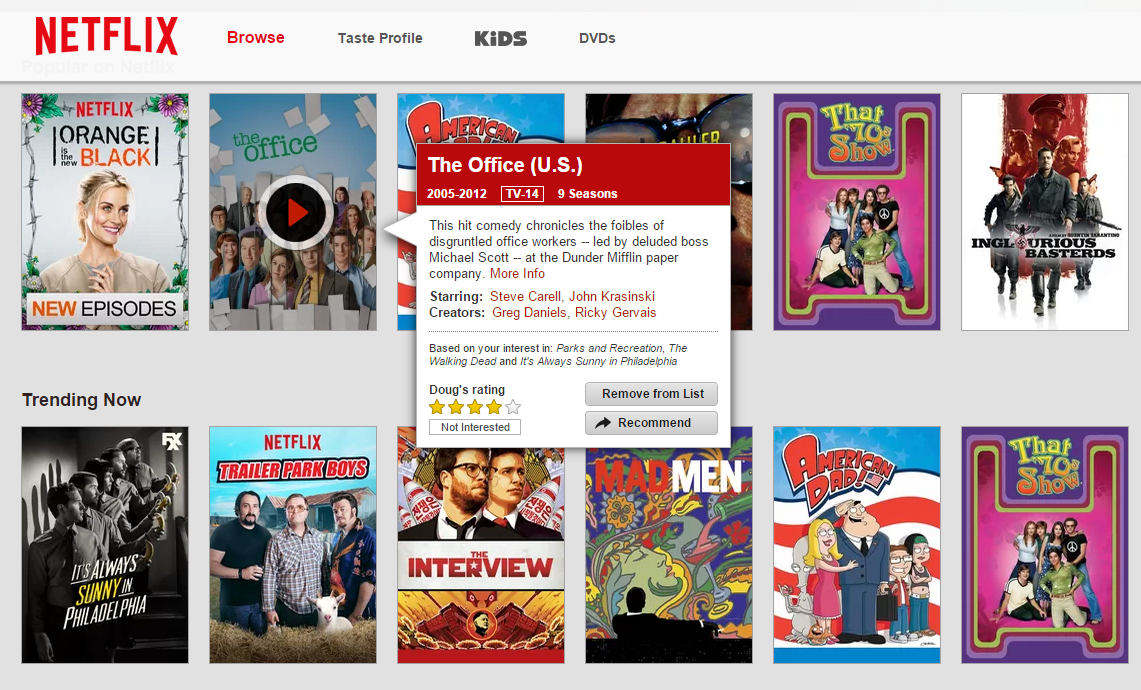 NETFLIX
Browse
Taste Profile
KiDS
DVDs
Popular on Netflix
NETFLIX
ORANGE
is the new
BLACK
NEW EPISODES
the office
AMERICAN
DAD!
That
'70s
Show
A FILM BY QUENTIN TARANTINO
INGLOURIOUS
BASTERDS
The Office (U.S.)
2005-2012 TV-14 9 Seasons
This hit comedy chronicles the foibles of
disgruntled office workers -- led by deluded boss
Michael Scott -- at the Dunder Mifflin paper
company. More Info
Starring: Steve Carell, John Krasinski
Creators: Greg Daniels, Ricky Gervais
Based on your interest in: Parks and Recreation, The
Walking Dead and It's Always Sunny in Philadelphia
Doug's rating
Not Interested
Remove from List
Recommend
Trending Now
FX
IT'S ALWAYS
SUNNY IN
PHILADELPHIA
NETFLIX
TRAILER PARK BOYS
THE
INTERVIEW
MAD MEN
AMERICAN
DAD!
That
'70s
Show